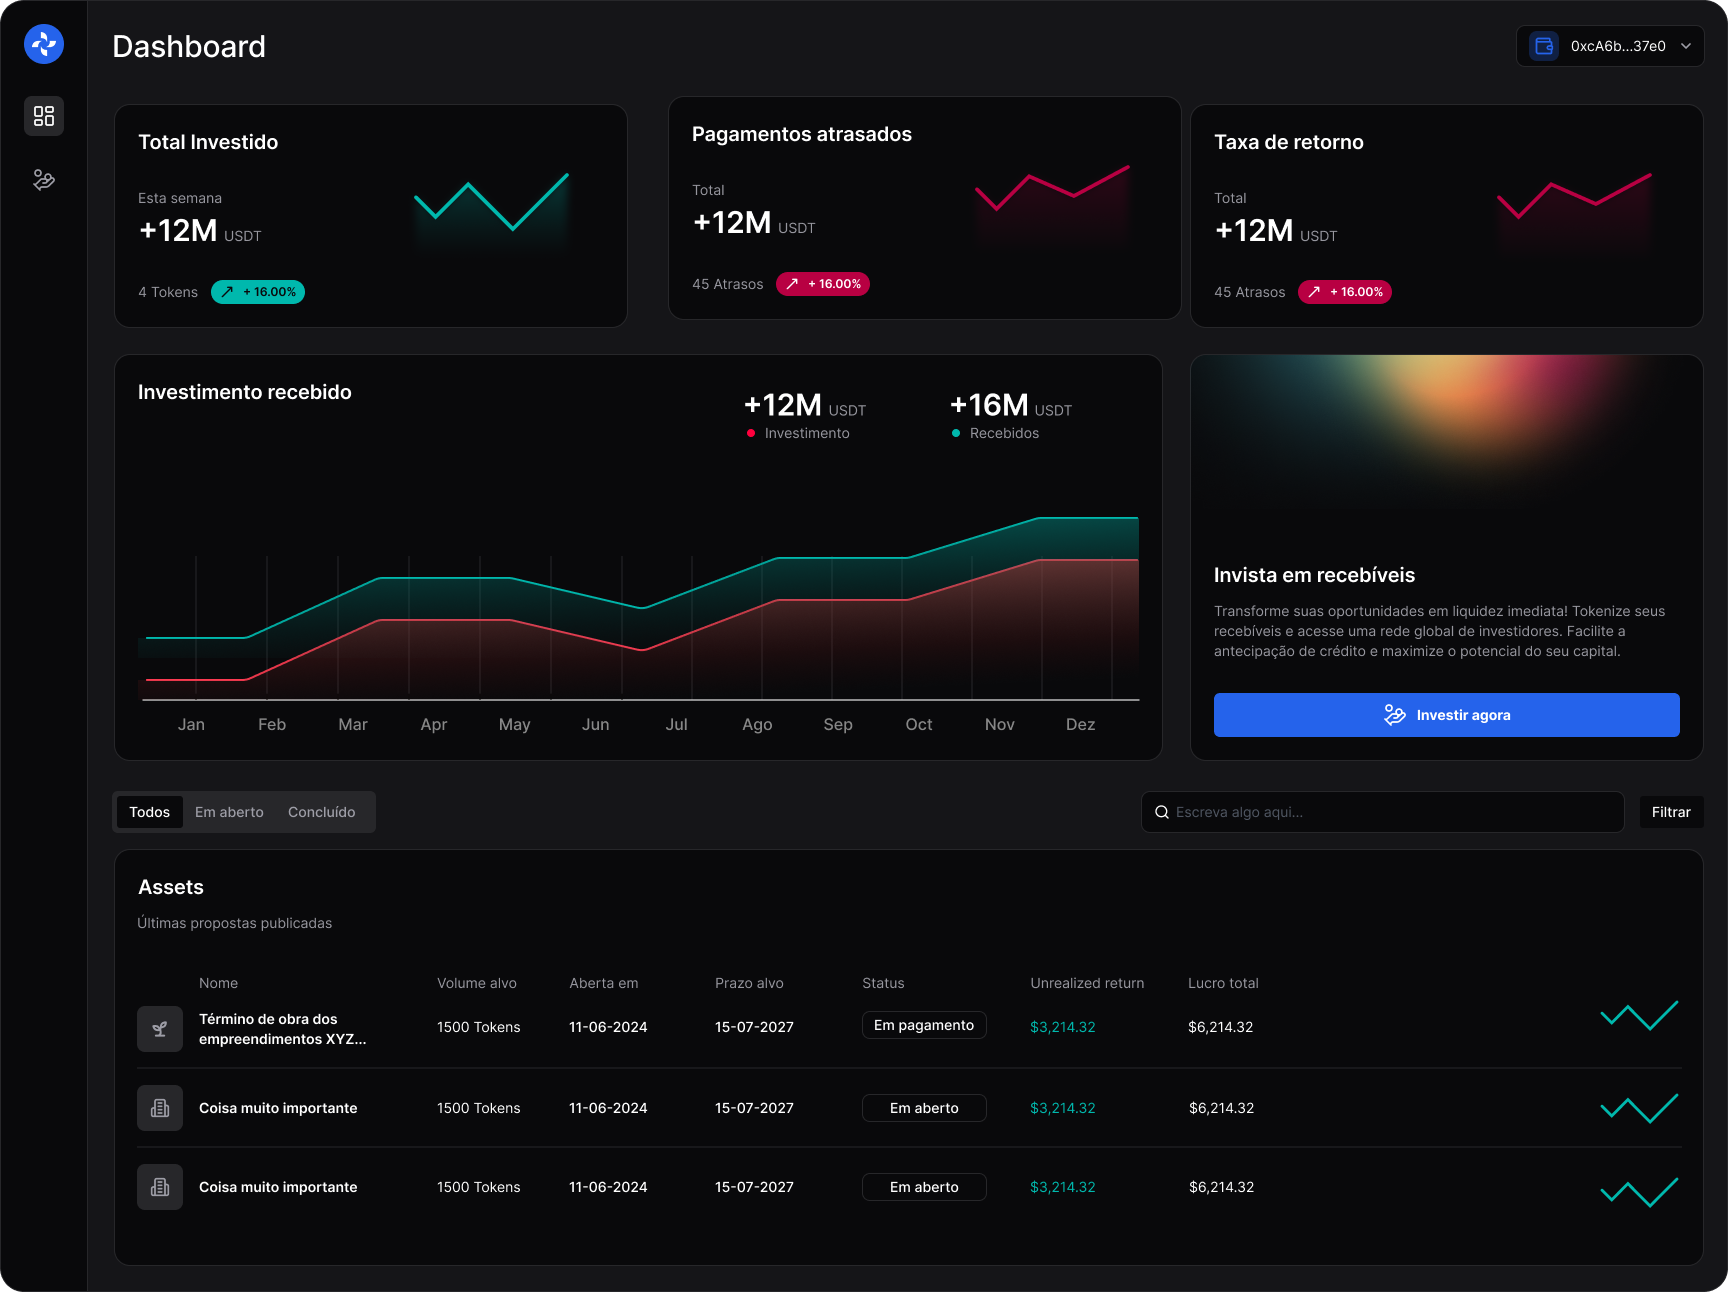 Dashboard
0xcA6b...37e0
Total Investido
Esta semana
+12M USDT
4 Tokens + 16.00%
Pagamentos atrasados
Total
+12M USDT
45 Atrasos + 16.00%
Taxa de retorno
Total
+12M USDT
45 Atrasos + 16.00%
Investimento recebido
+12M USDT
Investimento
+16M USDT
Recebidos
Jan Feb Mar Apr May Jun Jul Ago Sep Oct Nov Dez
Invista em recebíveis
Transforme suas oportunidades em liquidez imediata! Tokenize seus
recebíveis e acesse uma rede global de investidores. Facilite a
antecipação de crédito e maximize o potencial do seu capital.
Investir agora
Todos Em aberto Concluído
Escreva algo aqui...
Filtrar
Assets
Últimas propostas publicadas
Nome Volume alvo Aberta em Prazo alvo Status Unrealized return Lucro total
Término de obra dos
empreendimentos XYZ...
1500 Tokens 11-06-2024 15-07-2027 Em pagamento $3,214.32 $6,214.32
Coisa muito importante 1500 Tokens 11-06-2024 15-07-2027 Em aberto $3,214.32 $6,214.32
Coisa muito importante 1500 Tokens 11-06-2024 15-07-2027 Em aberto $3,214.32 $6,214.32